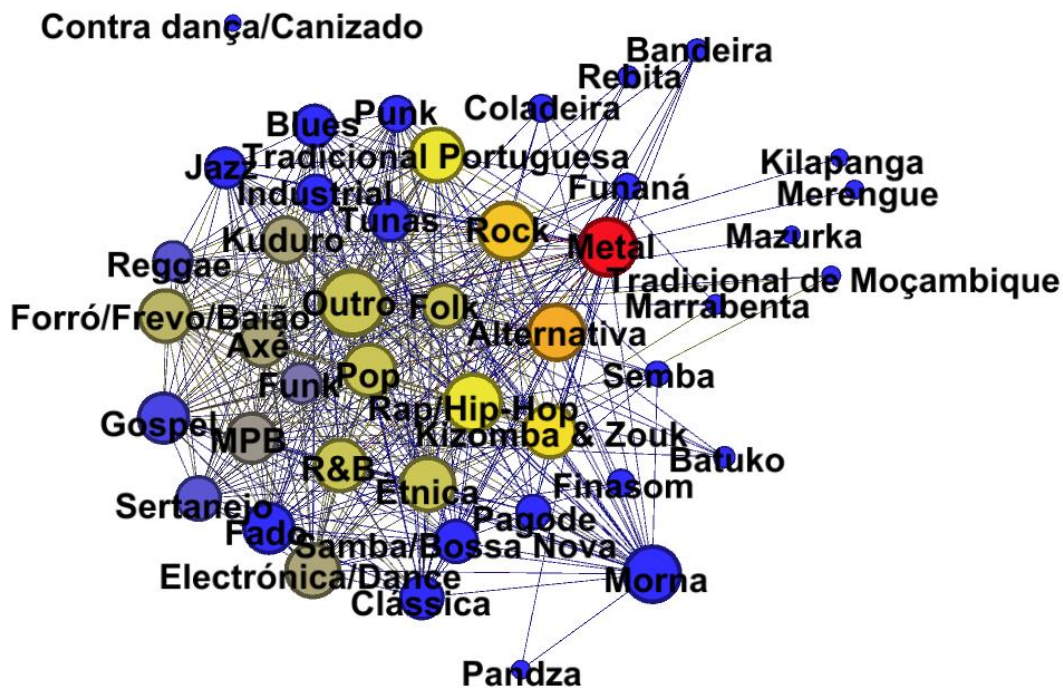 Contra dança/Canizado
Bandeira
Rebita
Coladeira
Punk
Blues
Tradicional Portuguesa
Kilapanga
Jazz
Funaná
Merengue
Industrial
Tunas
Rock
Mazurka
Kuduro
Metal
Reggae
Tradicional de Moçambique
Outro
Folk
Marrabenta
Forró/Frevo/Baião
Alternativa
Axé
Pop
Semba
Funk
Rap/Hip-Hop
Gospel
Kizomba & Zouk
MPB
Batuko
R&B
Finasom
Étnica
Sertanejo
Pagode
Fado
Samba/Bossa Nova
Electrónica/Dance
Morna
Clássica
Pandza